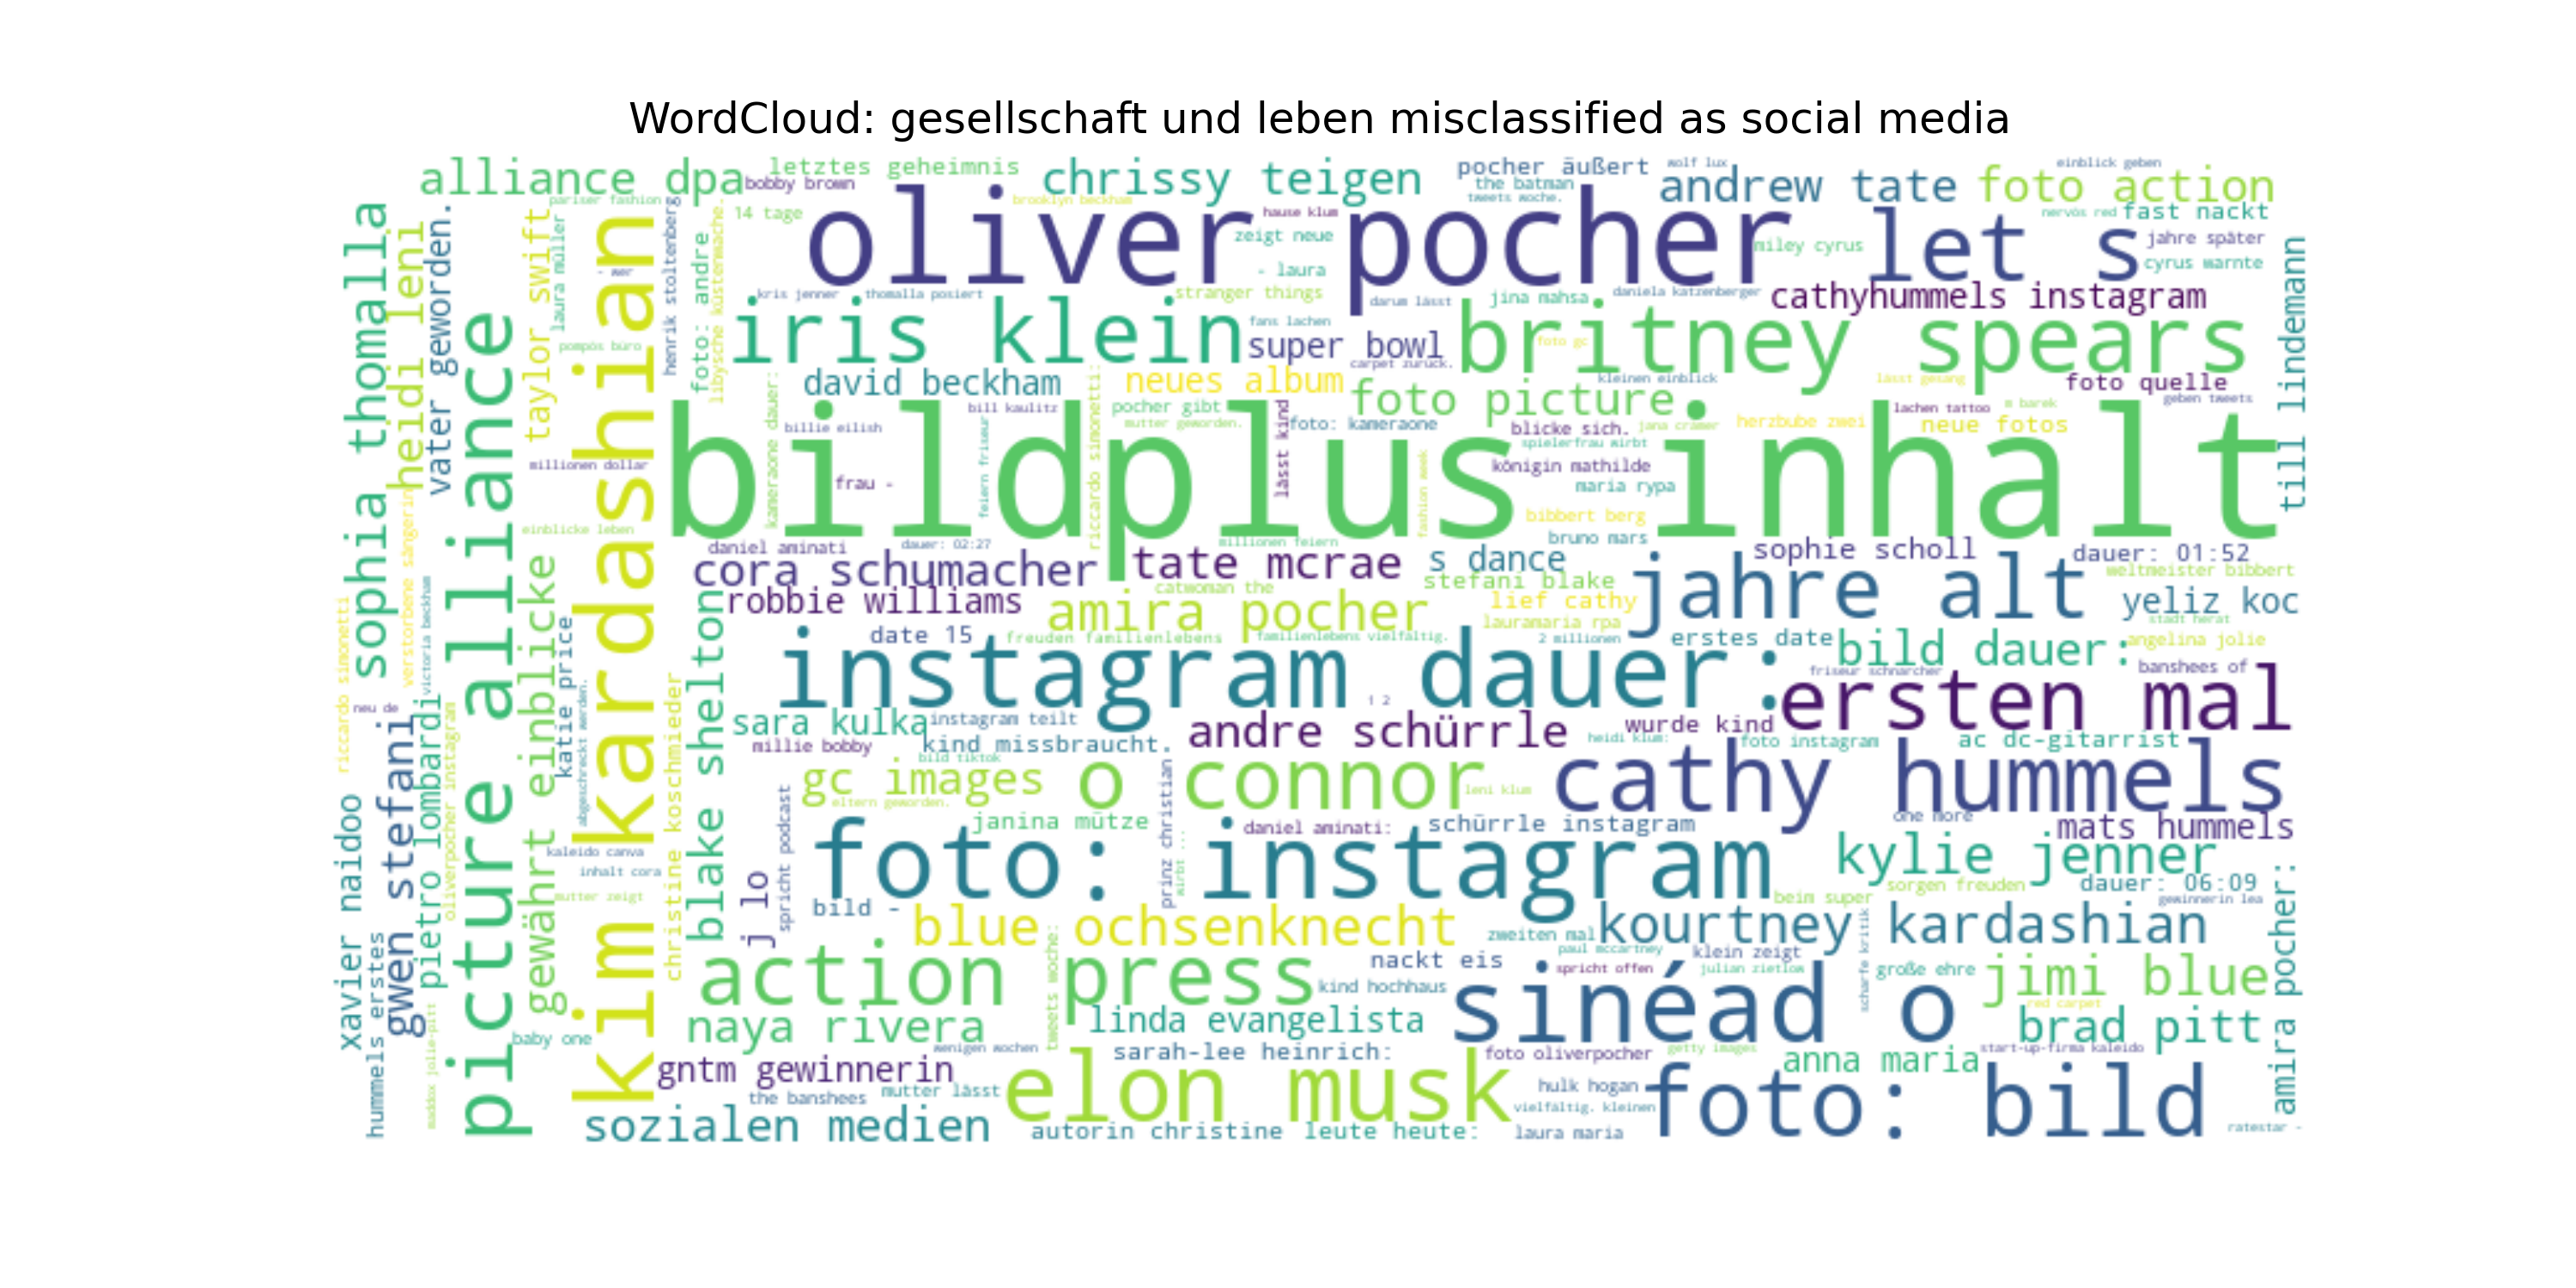 WordCloud: gesellschaft und leben misclassified as social media
alliance dpa
letztes geheimnis
bobby brown
chrissy teigen
pocher äußert
wolf lux
the batman
tweets woche.
andrew tate
einblick geben
foto action
pariser fashion
14 tage
brooklyn beckham
hause klum
oliver pocher
zeigt neue
miley cyrus
let s
nervös red
fast nackt
jahre später
cyrus warnte
- laura
- wer
kris jenner
thomalla posiert
stranger things
darum lässt
jina mahsa
daniela katzenberger
cathyhummels instagram
iris klein
fans lachen
super bowl
foto gc
britney spears
pompös büro
carpet zurück.
david beckham
neues album
foto picture
kleinen einblick
lässt gesang
foto quelle
geben tweets
bill kaulitz
pocher gibt
mutter geworden.
foto: kameraone
billie eilish
blicke sich.
jana cramer
herzbube zwei
lachen tattoo
m barek
neue fotos
spielerfrau wirbt
millionen dollar
bildplus inhalt
frau -
königin mathilde
maria rypa
bibbert berg
einblicke leben
daniel aminati
dauer: 02:27
millionen feiern
bruno mars
sophie scholl
dauer: 01:52
cora schumacher
tate mcrae
s dance
stefani blake
catwoman the
jahre alt
weltmeister bibbert
robbie williams
amira pocher
lief cathy
lauramaria rpa
yeliz koc
stadt herat
date 15
freuden familienlebens
familienlebens vielfältig.
2 millionen
erstes date
bild dauer:
angelina jolie
instagram dauer:
friseur schnarcher
banshees of
ersten mal
1 2
neu de
sara kulka
instagram teilt
andre schürrle
wurde kind
millie bobby
kind missbraucht.
bild tiktok
heidi klum:
foto instagram
ac dc-gitarrist
gc images
eltern geworden.
o connor
leni klum
cathy hummels
janina mütze
daniel aminati:
schürrle instagram
one more
mats hummels
kaleido canva
inhalt cora
foto: instagram
kylie jenner
sorgen freuden
dauer: 06:09
mutter zeigt
beim super
gewinnerin lea
bild -
blue ochsenknecht
zweiten mal
kourtney kardashian
paul mccartney
klein zeigt
action press
nackt eis
spricht offen
julian zietlow
große ehre
jimi blue
kind hochhaus
sinéad o
red carpet
naya rivera
linda evangelista
brad pitt
baby one
wenigen wochen
sarah-lee heinrich:
foto oliverpocher
getty images
anna maria
start-up-firma kaleido
gntm gewinnerin
mutter lässt
the banshees
elon musk
hulk hogan
vielfältig. kleinen
foto: bild
sozialen medien
autorin christine
leute heute:
laura maria
ratestar -
sophia thomalla
heidi leni
vater geworden.
picture alliance
taylor swift
laura müller
kim kardashian
henrik stoltenberg
foto: andre
libysche küstenmache.
kameraone dauer:
feiern friseur
riccardo simonetti:
lässt kind
fashion week
till lindemann
verstorbene sängerin
riccardo simonetti
victoria beckham
gewährt einblicke
katie price
abgeschreckt werden.
blake shelton
christine koschmieder
xavier naidoo
hummels erstes
gwen stefani
pietro lombardi
oliverpocher instagram
maddox jolie-pitt
j lo
spricht podcast
prinz christian
wirbt ...
tweets woche:
scharfe kritik
amira pocher: